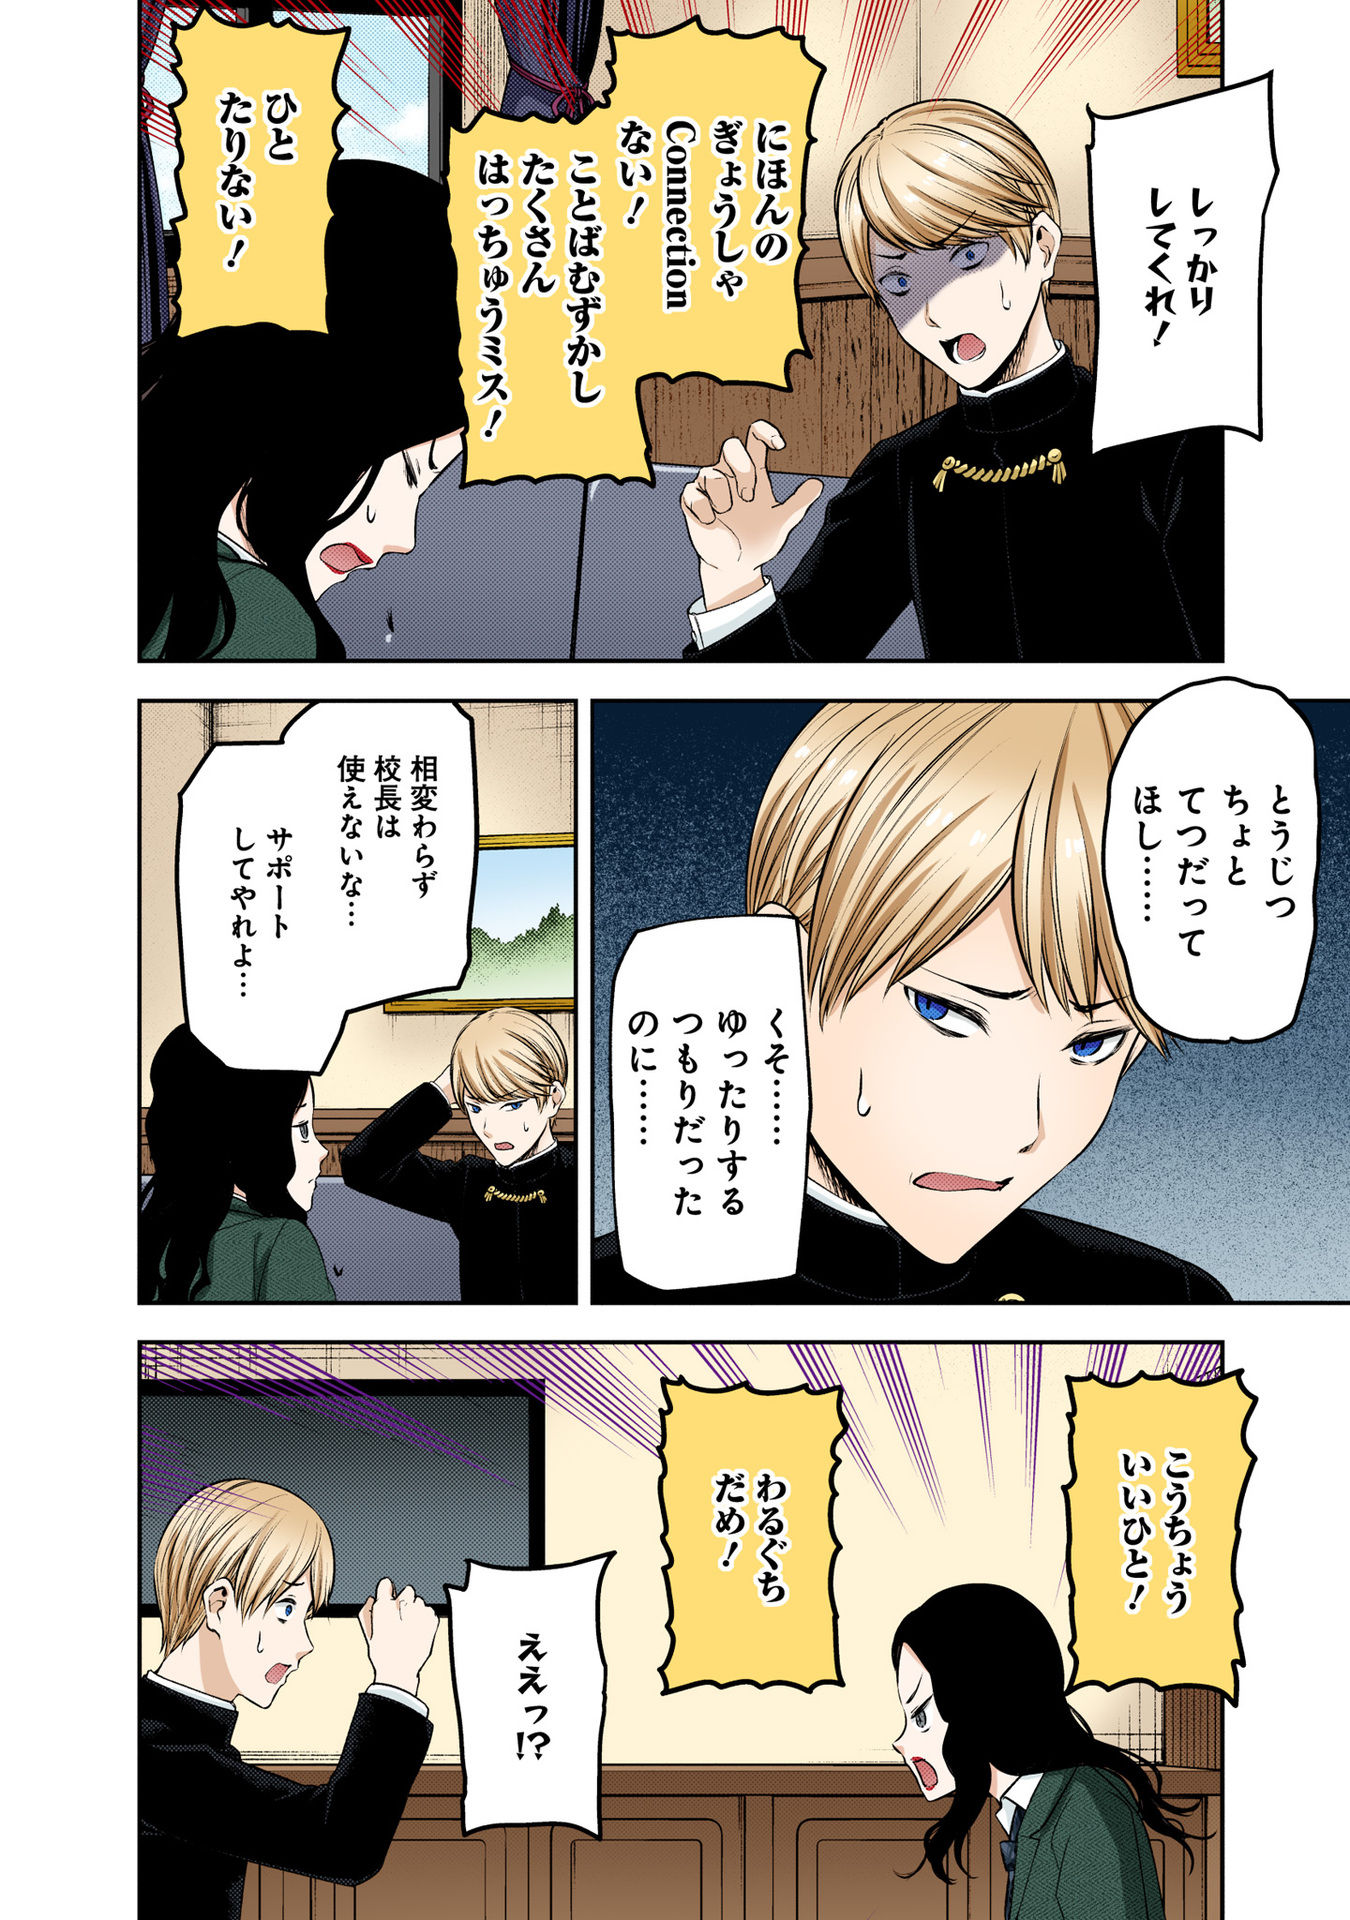 しっかり
してくれ！
にほんの
ぎょうしゃ
Connection
ない！
ことばむずかし
たくさん
はっちゅうミス！
ひと
たりない！
とうじつ
ちょと
てつだって
ほし……
くそ……
ゆったりする
つもりだった
のに……
相変わらず
校長は
使えないな…
サポート
してやれよ…
こうちょう
いいひと！
わるぐち
だめ！
ええっ
!?